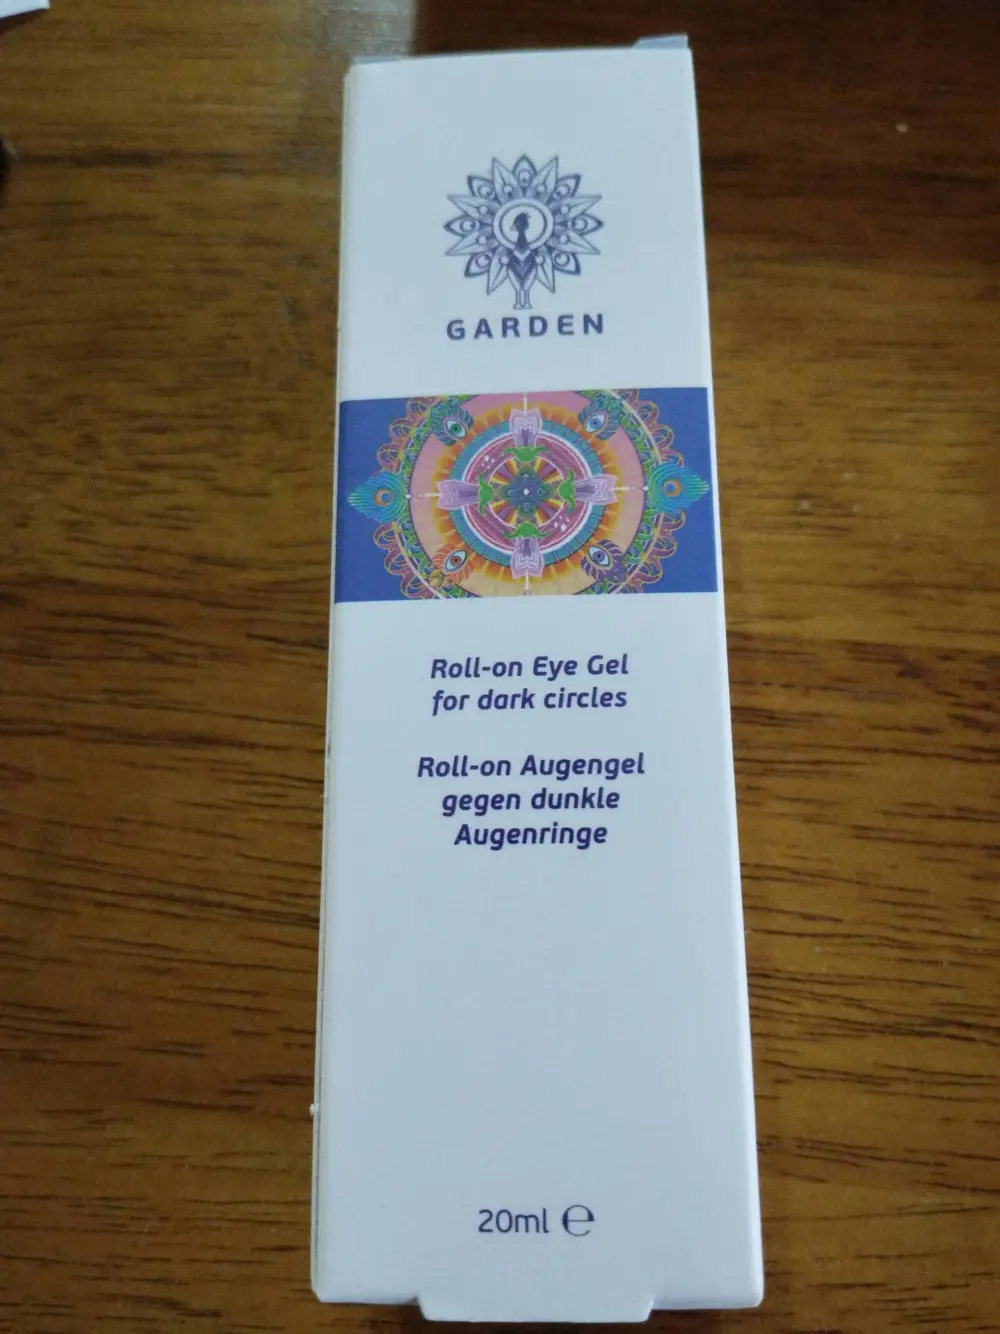 GARDEN
Roll-on Eye Gel
for dark circles
Roll-on Augengel
gegen dunkle
Augenringe
20ml ℮